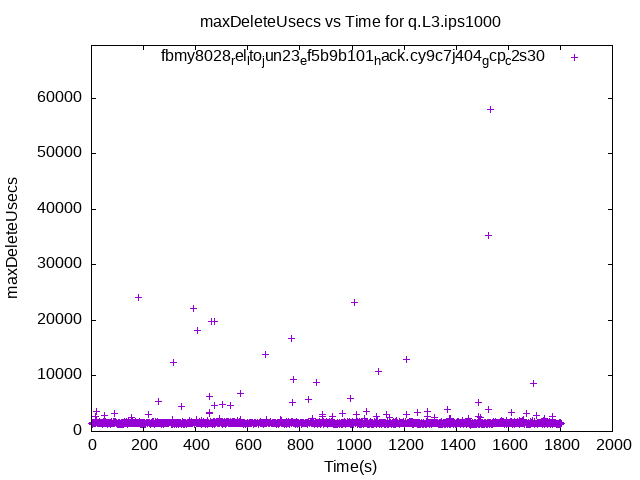 maxDeleteUsecs vs Time for q.L3.ips1000
fbmy8028relltojun23ef5b9b101hack.cy9c7j404gcpc2s30
60000
50000
40000
30000
20000
10000
0
maxDeleteUsecs
0 200 400 600 800 1000 1200 1400 1600 1800 2000
Time(s)